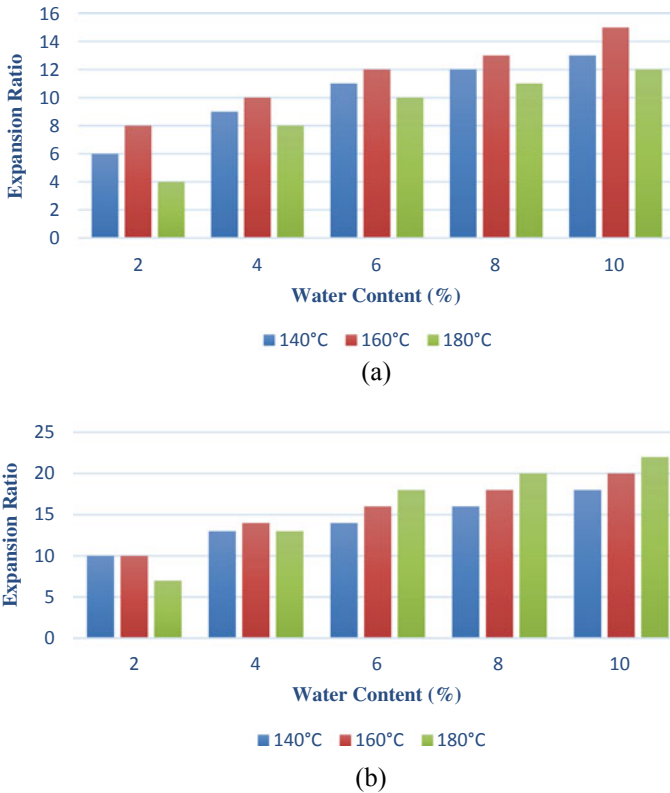 16
14
12
10
8
6
4
2
0
Expansion Ratio
2 4 6 8 10
Water Content (%)
140°C 160°C 180°C
(a)
25
20
15
10
5
0
Expansion Ratio
2 4 6 8 10
Water Content (%)
140°C 160°C 180°C
(b)